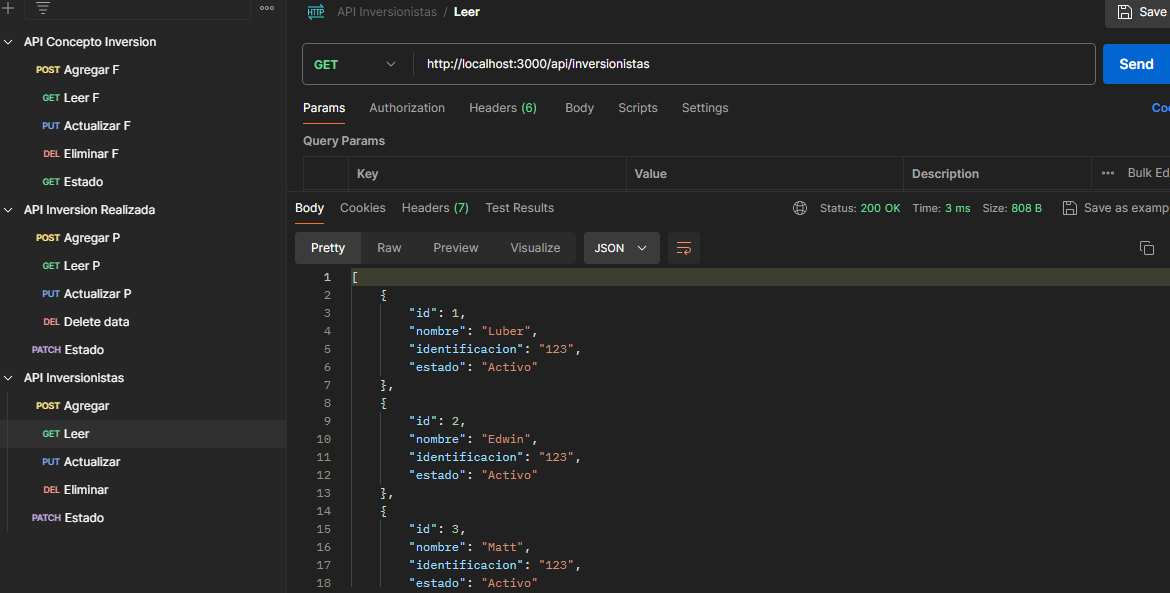 API Concepto Inversion
POST Agregar F
GET Leer F
PUT Actualizar F
DEL Eliminar F
GET Estado
API Inversion Realizada
POST Agregar P
GET Leer P
PUT Actualizar P
DEL Delete data
PATCH Estado
API Inversionistas
POST Agregar
GET Leer
PUT Actualizar
DEL Eliminar
PATCH Estado
HTTP API Inversionistas / Leer
Save
GET http://localhost:3000/api/inversionistas
Send
Params Authorization Headers (6) Body Scripts Settings Coo
Query Params
Key Value Description ••• Bulk Ed
Body Cookies Headers (7) Test Results Status: 200 OK Time: 3 ms Size: 808 B Save as examp
Pretty Raw Preview Visualize JSON
1 [
2 {
3 "id": 1,
4 "nombre": "Luber",
5 "identificacion": "123",
6 "estado": "Activo"
7 },
8 {
9 "id": 2,
10 "nombre": "Edwin",
11 "identificacion": "123",
12 "estado": "Activo"
13 },
14 {
15 "id": 3,
16 "nombre": "Matt",
17 "identificacion": "123",
18 "estado": "Activo"